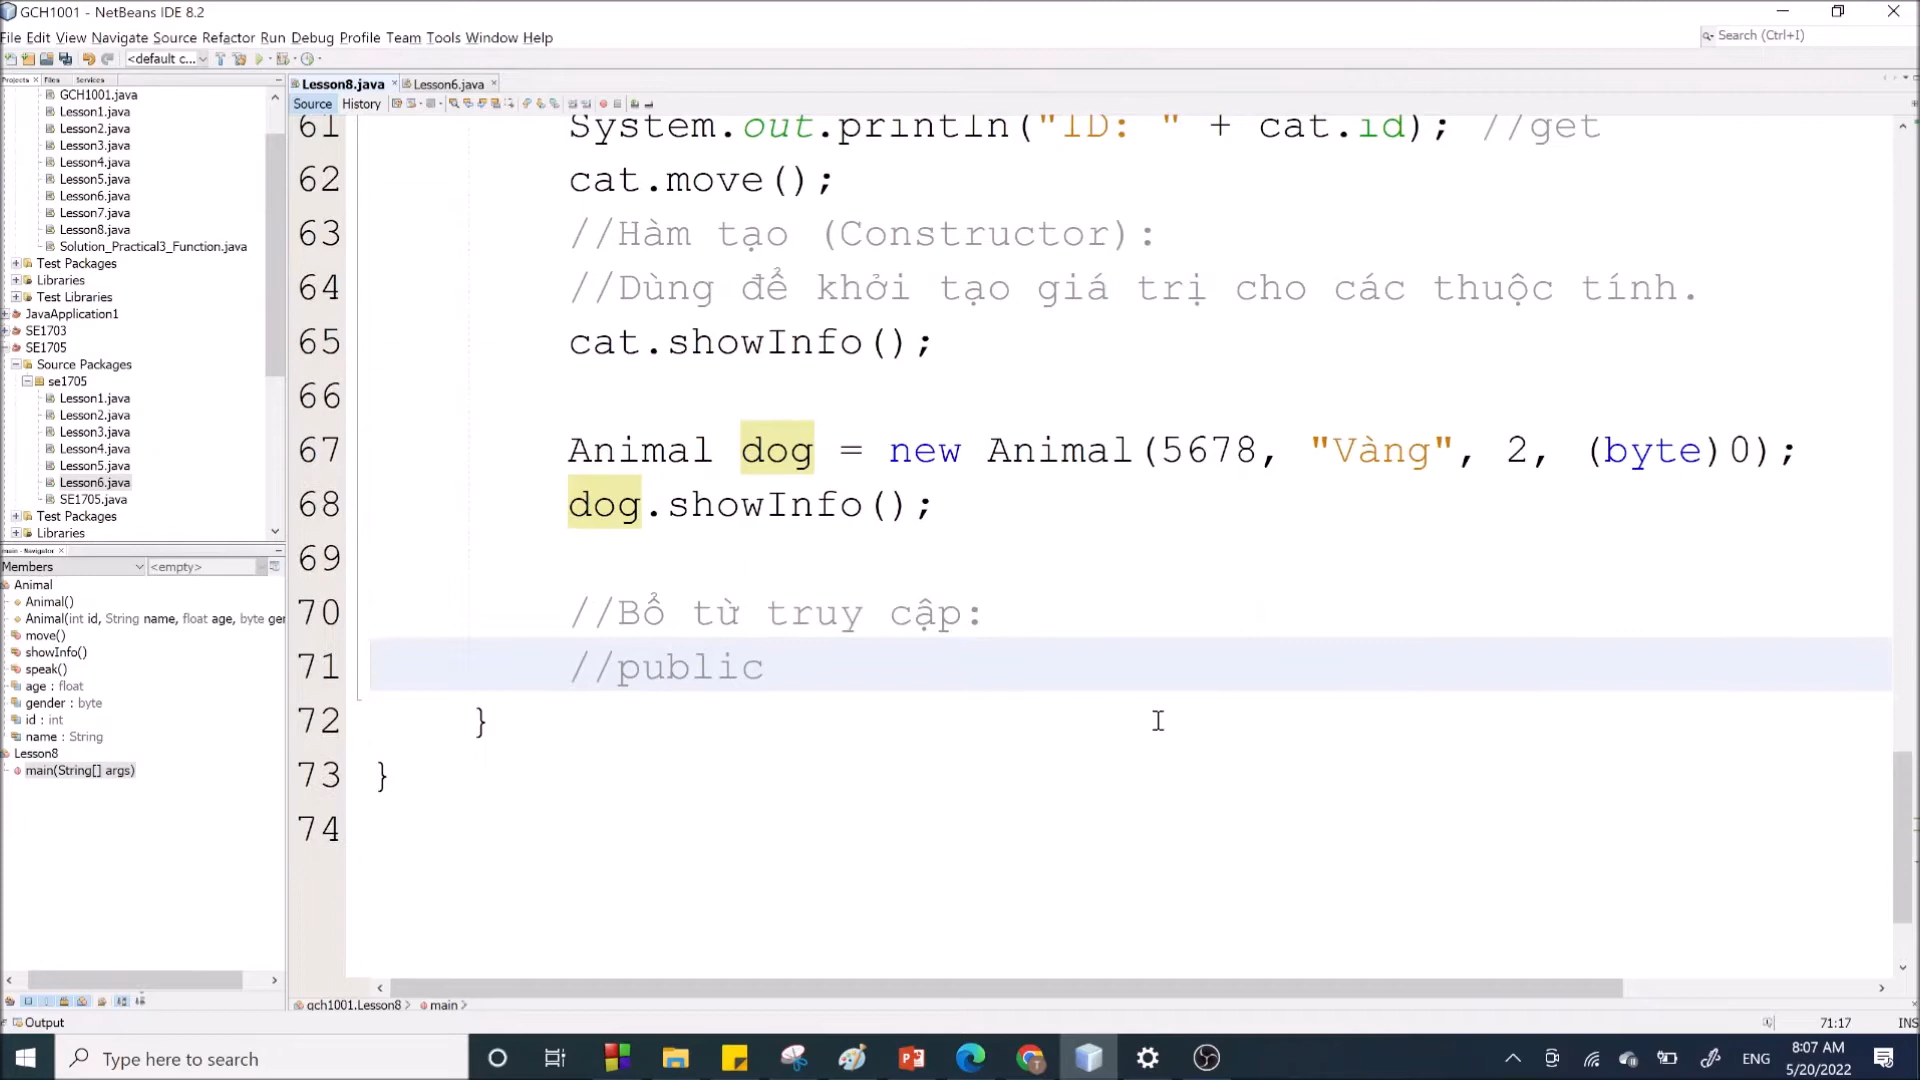 GCH1001 - NetBeans IDE 8.2
File Edit View Navigate Source Refactor Run Debug Profile Team Tools Window Help
Search (Ctrl+I)
<default c...
Projects Files Services
Lesson8.java Lesson6.java
Source History
GCH1001.java
Lesson1.java
Lesson2.java
Lesson3.java
Lesson4.java
Lesson5.java
Lesson6.java
Lesson7.java
Lesson8.java
Solution_Practical3_Function.java
Test Packages
Libraries
Test Libraries
JavaApplication1
SE1703
SE1705
Source Packages
se1705
Lesson1.java
Lesson2.java
Lesson3.java
Lesson4.java
Lesson5.java
Lesson6.java
SE1705.java
Test Packages
Libraries
main - Navigator
Members <empty>
Animal
Animal()
Animal(int id, String name, float age, byte ger
move()
showInfo()
speak()
age : float
gender : byte
id : int
name : String
Lesson8
main(String[] args)
61 System.out.println("ID: " + cat.id); //get
62 cat.move();
63 //Hàm tạo (Constructor):
64 //Dùng để khởi tạo giá trị cho các thuộc tính.
65 cat.showInfo();
66
67 Animal dog = new Animal(5678, "Vàng", 2, (byte)0);
68 dog.showInfo();
69
70 //Bổ từ truy cập:
71 //public
72 }
73 }
74
gch1001.Lesson8 > main >
Output
71:17 INS
Type here to search
ENG
8:07 AM
5/20/2022